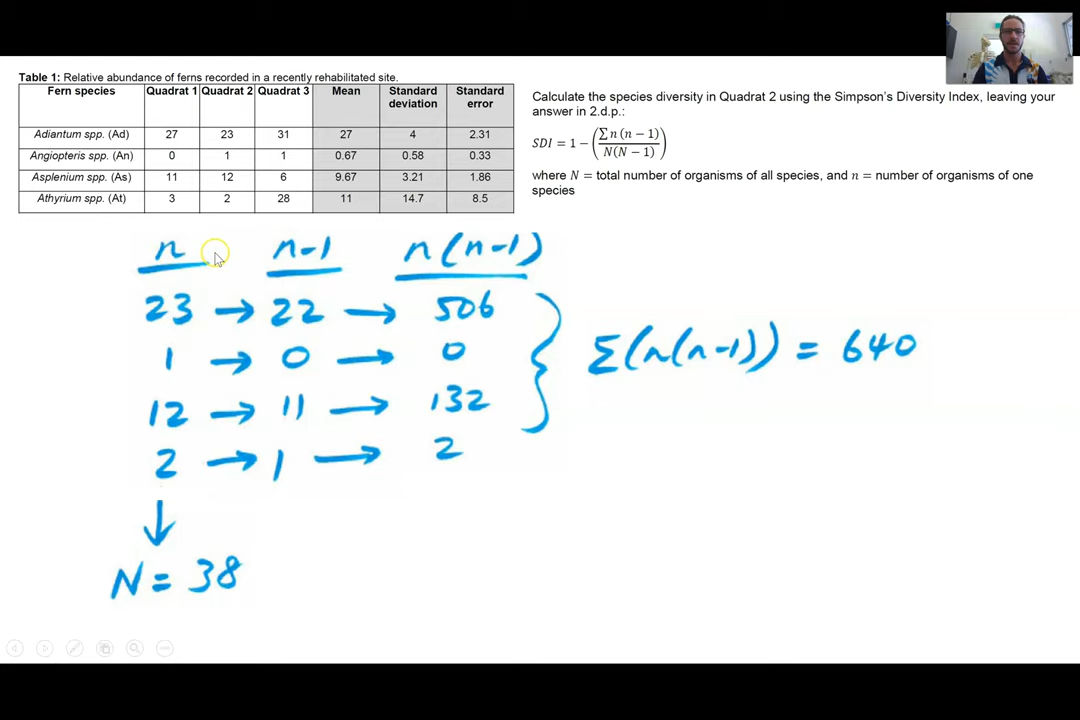 Table 1: Relative abundance of ferns recorded in a recently rehabilitated site.
Fern species Quadrat 1 Quadrat 2 Quadrat 3 Mean Standard deviation Standard error
Adiantum spp. (Ad) 27 23 31 27 4 2.31
Angiopteris spp. (An) 0 1 1 0.67 0.58 0.33
Asplenium spp. (As) 11 12 6 9.67 3.21 1.86
Athyrium spp. (At) 3 2 28 11 14.7 8.5
Calculate the species diversity in Quadrat 2 using the Simpson's Diversity Index, leaving your
answer in 2.d.p.:
SDI = 1 − (∑ n (n − 1) / N(N − 1))
where N = total number of organisms of all species, and n = number of organisms of one
species
n n-1 n(n-1)
23 → 22 → 506
1 → 0 → 0
12 → 11 → 132
2 → 1 → 2
Σ(n(n-1)) = 640
↓
N = 38